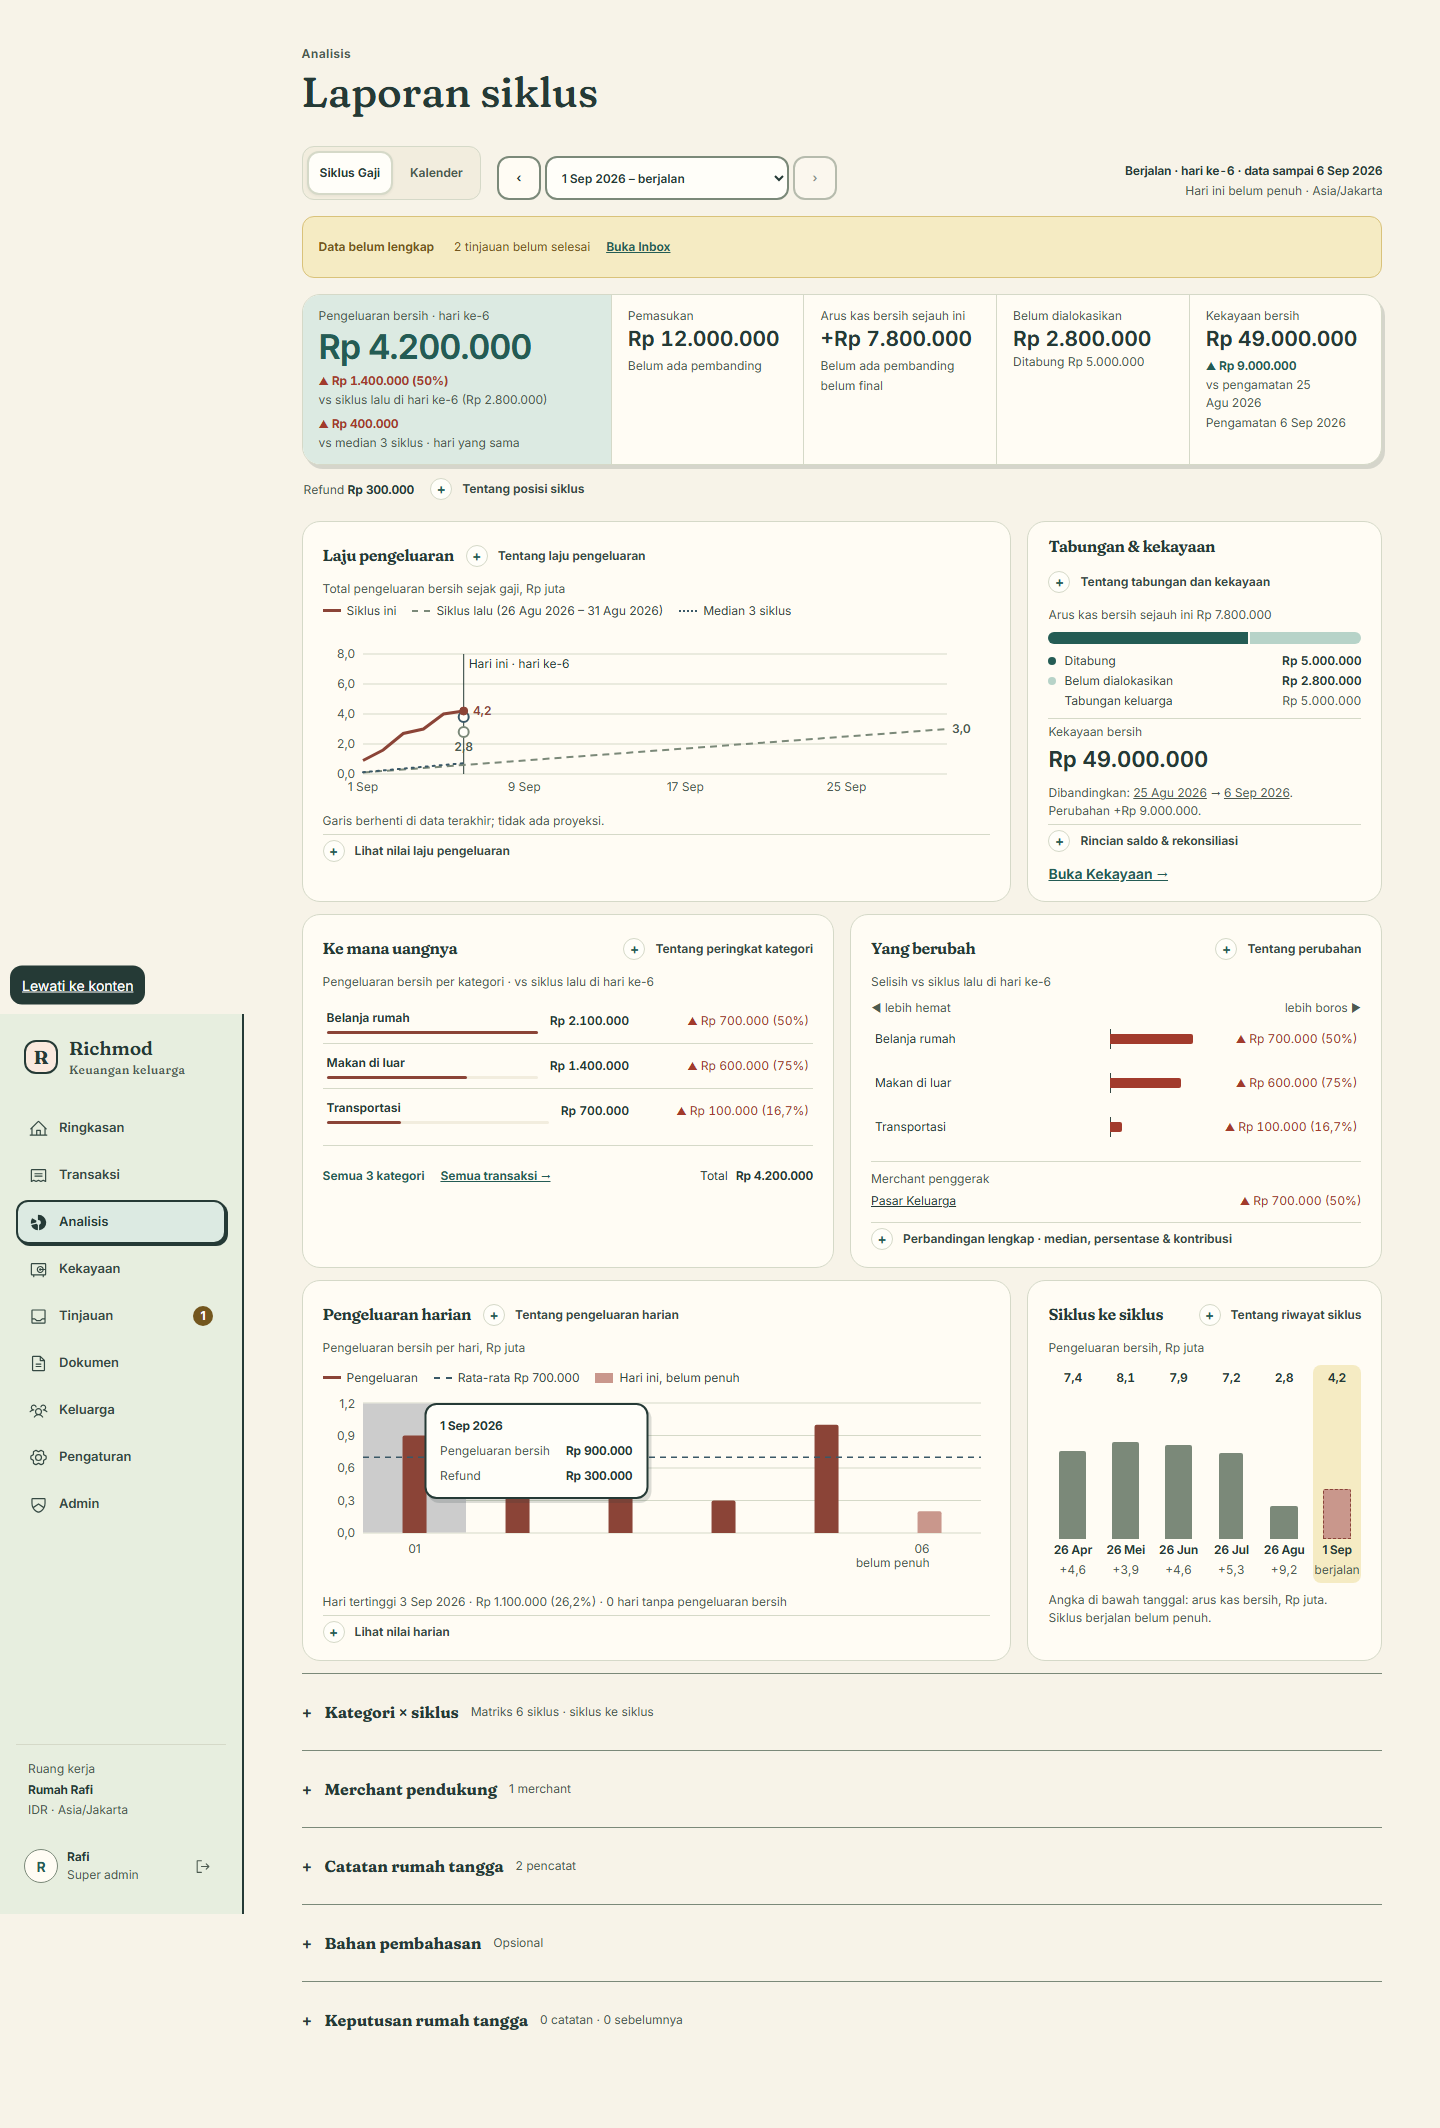 Analisis
Laporan siklus
Siklus Gaji
Kalender
‹
1 Sep 2026 – berjalan
›
Berjalan · hari ke-6 · data sampai 6 Sep 2026
Hari ini belum penuh · Asia/Jakarta
Data belum lengkap 2 tinjauan belum selesai Buka Inbox
Pengeluaran bersih · hari ke-6
Rp 4.200.000
▲ Rp 1.400.000 (50%)
vs siklus lalu di hari ke-6 (Rp 2.800.000)
▲ Rp 400.000
vs median 3 siklus · hari yang sama
Pemasukan
Rp 12.000.000
Belum ada pembanding
Arus kas bersih sejauh ini
+Rp 7.800.000
Belum ada pembanding
belum final
Belum dialokasikan
Rp 2.800.000
Ditabung Rp 5.000.000
Kekayaan bersih
Rp 49.000.000
▲ Rp 9.000.000
vs pengamatan 25
Agu 2026
Pengamatan 6 Sep 2026
Refund Rp 300.000
+ Tentang posisi siklus
Laju pengeluaran
+ Tentang laju pengeluaran
Total pengeluaran bersih sejak gaji, Rp juta
Siklus ini
Siklus lalu (26 Agu 2026 – 31 Agu 2026)
Median 3 siklus
8,0
6,0
4,0
2,0
0,0
Hari ini · hari ke-6
4,2
2,8
3,0
1 Sep
9 Sep
17 Sep
25 Sep
Garis berhenti di data terakhir; tidak ada proyeksi.
+ Lihat nilai laju pengeluaran
Tabungan & kekayaan
+ Tentang tabungan dan kekayaan
Arus kas bersih sejauh ini Rp 7.800.000
Ditabung Rp 5.000.000
Belum dialokasikan Rp 2.800.000
Tabungan keluarga Rp 5.000.000
Kekayaan bersih
Rp 49.000.000
Dibandingkan: 25 Agu 2026 → 6 Sep 2026.
Perubahan +Rp 9.000.000.
+ Rincian saldo & rekonsiliasi
Buka Kekayaan →
Ke mana uangnya
+ Tentang peringkat kategori
Pengeluaran bersih per kategori · vs siklus lalu di hari ke-6
Belanja rumah Rp 2.100.000 ▲ Rp 700.000 (50%)
Makan di luar Rp 1.400.000 ▲ Rp 600.000 (75%)
Transportasi Rp 700.000 ▲ Rp 100.000 (16,7%)
Semua 3 kategori Semua transaksi → Total Rp 4.200.000
Yang berubah
+ Tentang perubahan
Selisih vs siklus lalu di hari ke-6
◀ lebih hemat lebih boros ▶
Belanja rumah ▲ Rp 700.000 (50%)
Makan di luar ▲ Rp 600.000 (75%)
Transportasi ▲ Rp 100.000 (16,7%)
Merchant penggerak
Pasar Keluarga ▲ Rp 700.000 (50%)
+ Perbandingan lengkap · median, persentase & kontribusi
Pengeluaran harian
+ Tentang pengeluaran harian
Pengeluaran bersih per hari, Rp juta
Pengeluaran
Rata-rata Rp 700.000
Hari ini, belum penuh
1,2
0,9
0,6
0,3
0,0
1 Sep 2026
Pengeluaran bersih Rp 900.000
Refund Rp 300.000
01
06
belum penuh
Hari tertinggi 3 Sep 2026 · Rp 1.100.000 (26,2%) · 0 hari tanpa pengeluaran bersih
+ Lihat nilai harian
Siklus ke siklus
+ Tentang riwayat siklus
Pengeluaran bersih, Rp juta
7,4 8,1 7,9 7,2 2,8 4,2
26 Apr 26 Mei 26 Jun 26 Jul 26 Agu 1 Sep
+4,6 +3,9 +4,6 +5,3 +9,2 berjalan
Angka di bawah tanggal: arus kas bersih, Rp juta.
Siklus berjalan belum penuh.
+ Kategori × siklus Matriks 6 siklus · siklus ke siklus
+ Merchant pendukung 1 merchant
+ Catatan rumah tangga 2 pencatat
+ Bahan pembahasan Opsional
+ Keputusan rumah tangga 0 catatan · 0 sebelumnya
Lewati ke konten
R
Richmod
Keuangan keluarga
Ringkasan
Transaksi
Analisis
Kekayaan
Tinjauan 1
Dokumen
Keluarga
Pengaturan
Admin
Ruang kerja
Rumah Rafi
IDR · Asia/Jakarta
R
Rafi
Super admin